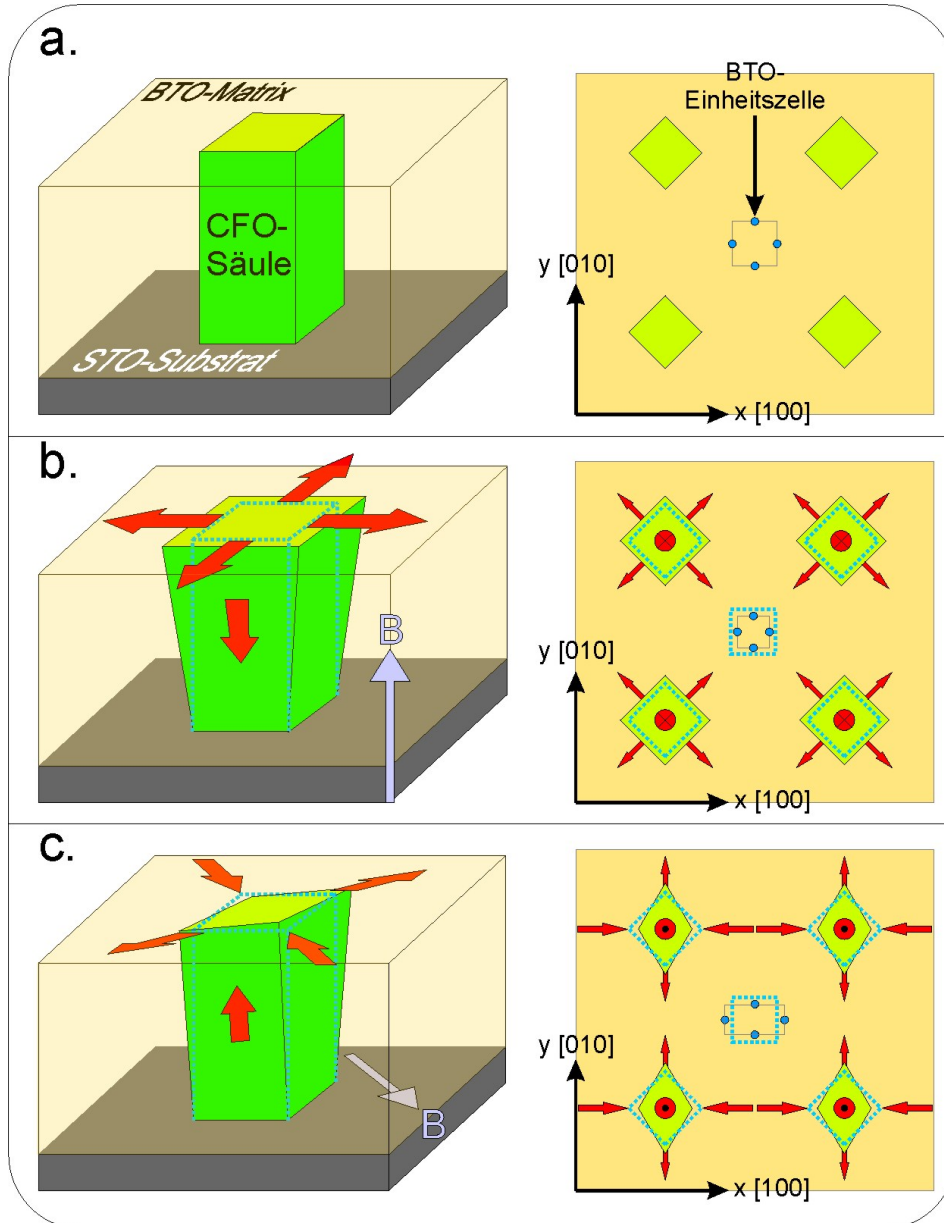 a.
BTO-Matrix
CFO-
Säule
STO-Substrat
BTO-
Einheitszelle
y [010]
x [100]
b.
B
y [010]
x [100]
c.
B
y [010]
x [100]